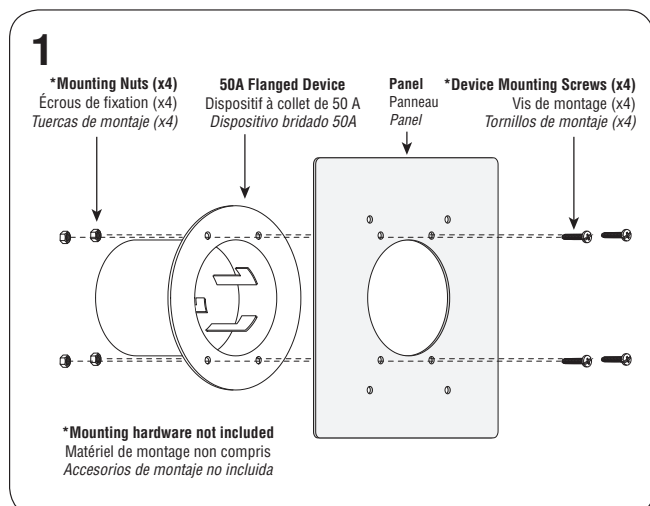 1
*Mounting Nuts (x4)
Écrous de fixation (x4)
Tuercas de montaje (x4)
50A Flanged Device
Dispositif à collet de 50 A
Dispositivo bridado 50A
Panel
Panneau
Panel
*Device Mounting Screws (x4)
Vis de montage (x4)
Tornillos de montaje (x4)
*Mounting hardware not included
Matériel de montage non compris
Accesorios de montaje no incluida